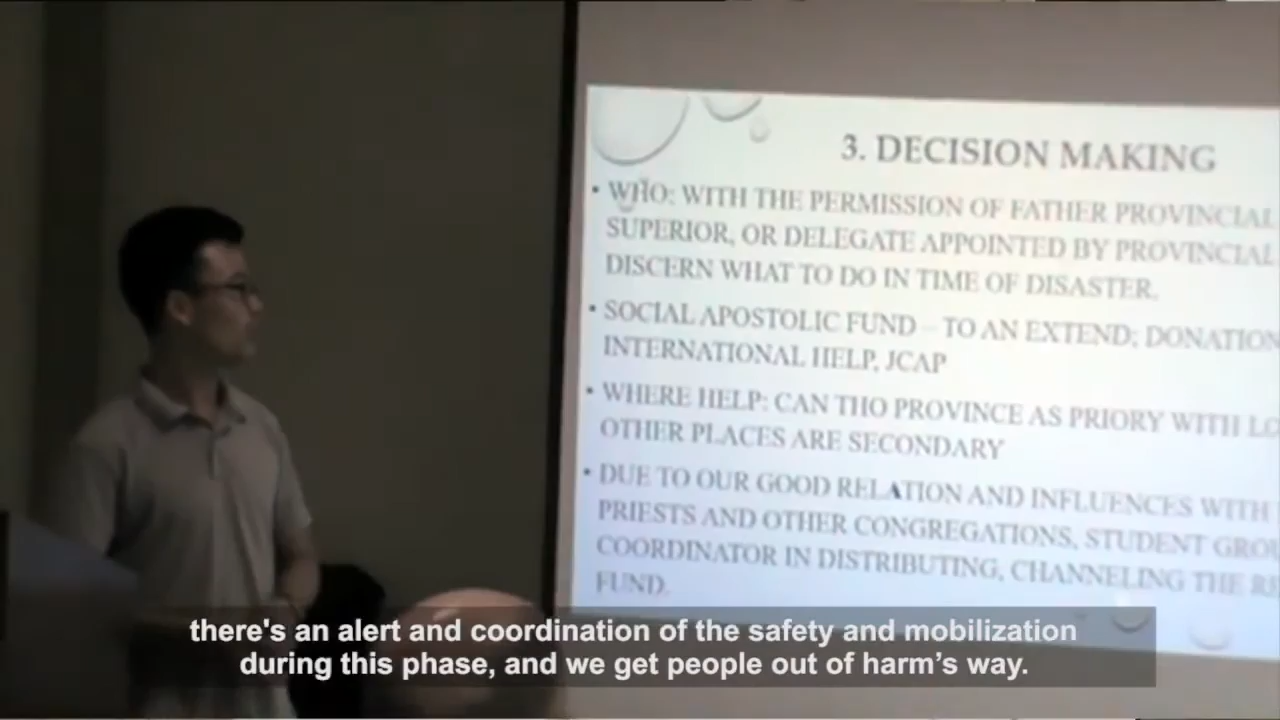 3. DECISION MAKING
• WHO: WITH THE PERMISSION OF FATHER PROVINCIAL
SUPERIOR, OR DELEGATE APPOINTED BY PROVINCIAL
DISCERN WHAT TO DO IN TIME OF DISASTER.
• SOCIAL APOSTOLIC FUND – TO AN EXTEND; DONATION
INTERNATIONAL HELP, JCAP
• WHERE HELP: CAN THO PROVINCE AS PRIORY WITH
OTHER PLACES ARE SECONDARY
• DUE TO OUR GOOD RELATION AND INFLUENCES WITH
PRIESTS AND OTHER CONGREGATIONS, STUDENT
COORDINATOR IN DISTRIBUTING, CHANNELING THE
FUND.
there's an alert and coordination of the safety and mobilization
during this phase, and we get people out of harm’s way.